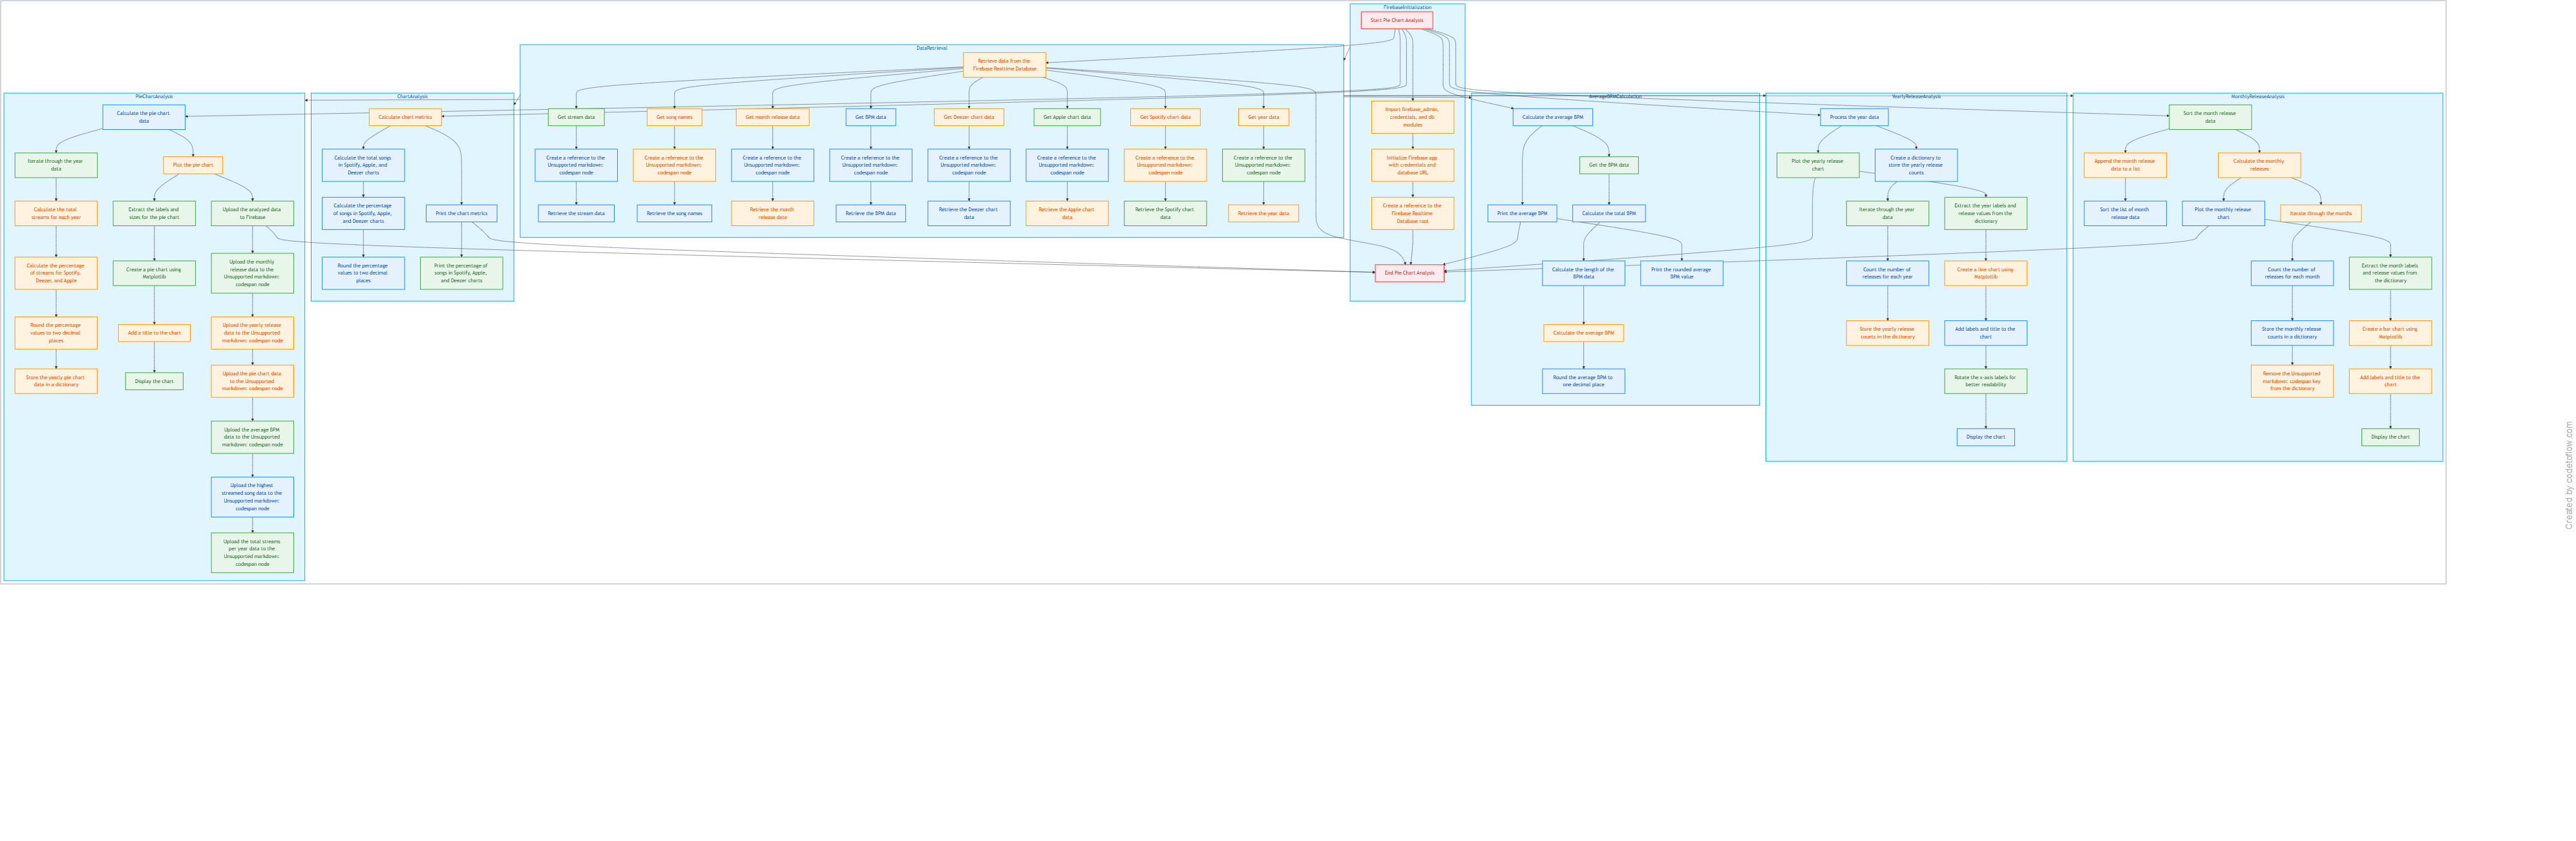 FirebaseInitialization
Start Pie Chart Analysis
Import firebase_admin,
credentials, and db
modules
Initialize Firebase app
with credentials and
database URL
Create a reference to the
Firebase Realtime
Database root
End Pie Chart Analysis
DataRetrieval
Retrieve data from the
Firebase Realtime Database
Get stream data
Create a reference to the
Unsupported markdown:
codespan node
Retrieve the stream data
Get song names
Create a reference to the
Unsupported markdown:
codespan node
Retrieve the song names
Get month release data
Create a reference to the
Unsupported markdown:
codespan node
Retrieve the month
release data
Get BPM data
Create a reference to the
Unsupported markdown:
codespan node
Retrieve the BPM data
Get Deezer chart data
Create a reference to the
Unsupported markdown:
codespan node
Retrieve the Deezer chart
data
Get Apple chart data
Create a reference to the
Unsupported markdown:
codespan node
Retrieve the Apple chart
data
Get Spotify chart data
Create a reference to the
Unsupported markdown:
codespan node
Retrieve the Spotify chart
data
Get year data
Create a reference to the
Unsupported markdown:
codespan node
Retrieve the year data
PieChartAnalysis
Calculate the pie chart
data
Iterate through the year
data
Calculate the total
streams for each year
Calculate the percentage
of streams for Spotify,
Deezer, and Apple
Round the percentage
values to two decimal
places
Store the yearly pie chart
data in a dictionary
Plot the pie chart
Extract the labels and
sizes for the pie chart
Create a pie chart using
Matplotlib
Add a title to the chart
Display the chart
Upload the analyzed data
to Firebase
Upload the monthly
release data to the
Unsupported markdown:
codespan node
Upload the yearly release
data to the Unsupported
markdown: codespan node
Upload the pie chart data
to the Unsupported
markdown: codespan node
Upload the average BPM
data to the Unsupported
markdown: codespan node
Upload the highest
streamed song data to the
Unsupported markdown:
codespan node
Upload the total streams
per year data to the
Unsupported markdown:
codespan node
ChartAnalysis
Calculate chart metrics
Calculate the total songs
in Spotify, Apple, and
Deezer charts
Calculate the percentage
of songs in Spotify, Apple,
and Deezer charts
Round the percentage
values to two decimal
places
Print the chart metrics
Print the percentage of
songs in Spotify, Apple,
and Deezer charts
AverageBPMCalculation
Calculate the average BPM
Get the BPM data
Print the average BPM
Calculate the total BPM
Calculate the length of the
BPM data
Print the rounded average
BPM value
Calculate the average BPM
Round the average BPM to
one decimal place
YearlyReleaseAnalysis
Process the year data
Plot the yearly release
chart
Create a dictionary to
store the yearly release
counts
Iterate through the year
data
Extract the year labels and
release values from the
dictionary
Count the number of
releases for each year
Create a line chart using
Matplotlib
Store the yearly release
counts in the dictionary
Add labels and title to the
chart
Rotate the x-axis labels for
better readability
Display the chart
MonthlyReleaseAnalysis
Sort the month release
data
Append the month release
data to a list
Calculate the monthly
releases
Sort the list of month
release data
Plot the monthly release
chart
Iterate through the months
Count the number of
releases for each month
Extract the month labels
and release values from
the dictionary
Store the monthly release
counts in a dictionary
Create a bar chart using
Matplotlib
Remove the Unsupported
markdown: codespan key
from the dictionary
Add labels and title to the
chart
Display the chart
Created by codetoflow.com